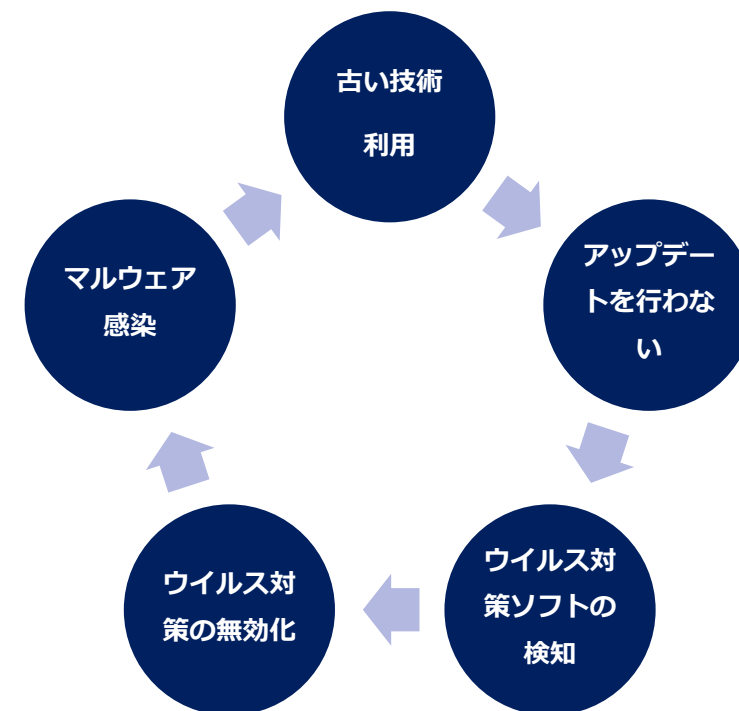 古い技術
利用
アップデー
トを行わな
い
ウイルス対
策ソフトの
検知
ウイルス対
策の無効化
マルウェア
感染